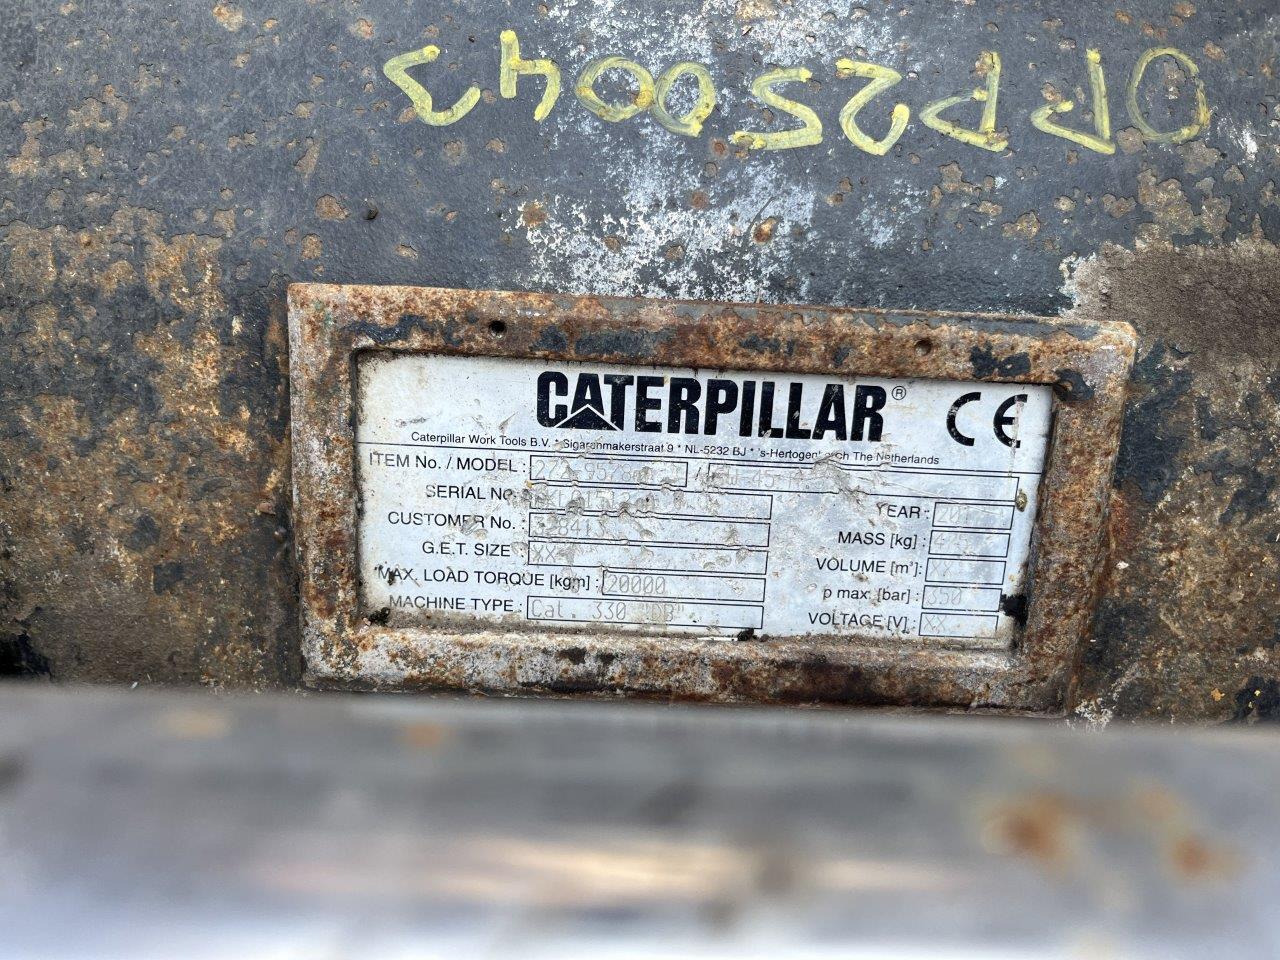 OPP250043
CATERPILLAR® CE
Caterpillar Work Tools B.V. * Sigarenmakerstraat 9 * NL-5232 BJ * 's-Hertogenbosch The Netherlands
ITEM No. / MODEL : /
SERIAL No. : YEAR :
CUSTOMER No. : MASS [kg] :
G.E.T. SIZE : XX VOLUME [m³]: XX
MAX. LOAD TORQUE [kgm] : 20000 p max. [bar] : 350
MACHINE TYPE : Cat. 330 "DB" VOLTAGE [V] : XX